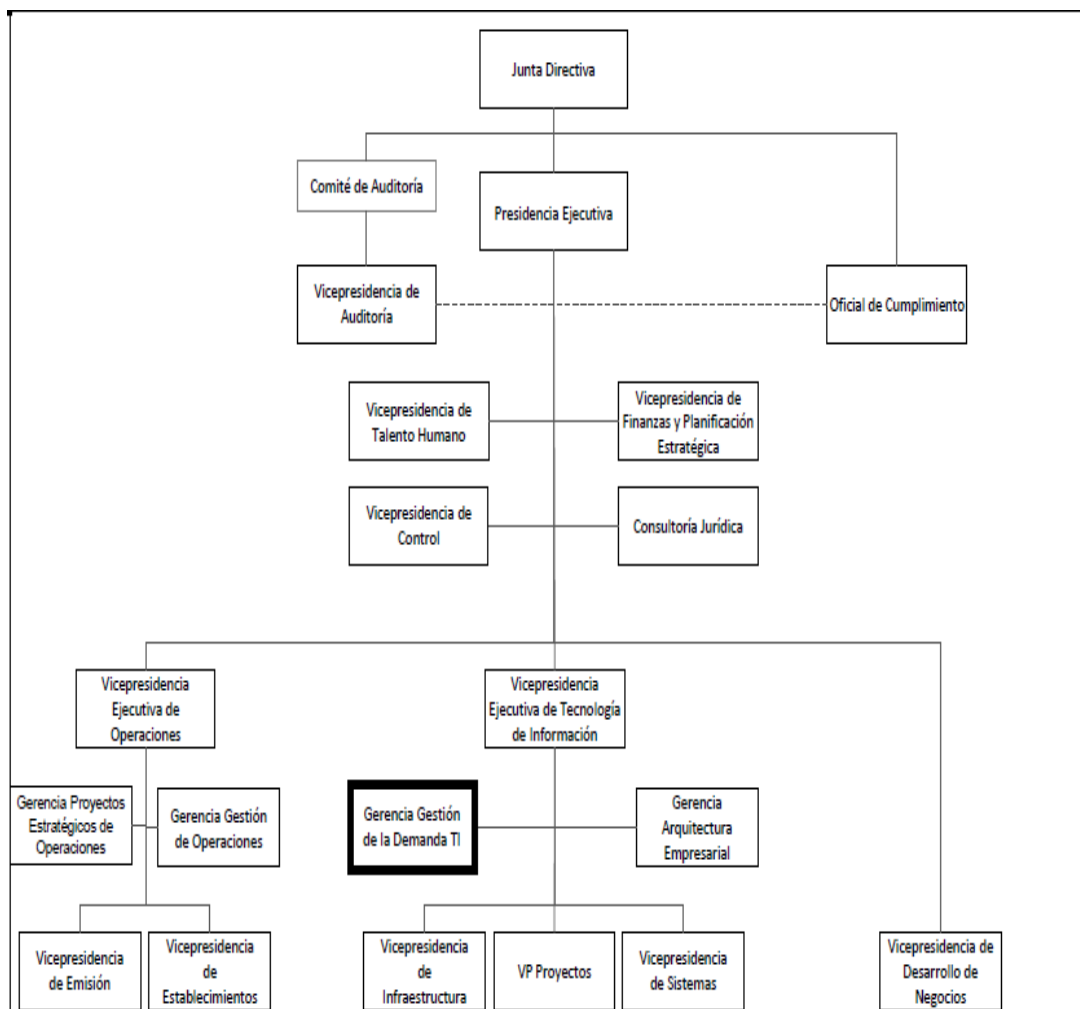 Junta Directiva
Comité de Auditoría
Presidencia Ejecutiva
Vicepresidencia de
Auditoría
Oficial de Cumplimiento
Vicepresidencia de
Talento Humano
Vicepresidencia de
Finanzas y Planificación
Estratégica
Vicepresidencia de
Control
Consultoría Jurídica
Vicepresidencia
Ejecutiva de
Operaciones
Vicepresidencia
Ejecutiva de Tecnología
de Información
Gerencia Proyectos
Estratégicos de
Operaciones
Gerencia Gestión
de Operaciones
Gerencia Gestión
de la Demanda TI
Gerencia
Arquitectura
Empresarial
Vicepresidencia
de Emisión
Vicepresidencia
de
Establecimientos
Vicepresidencia
de
Infraestructura
VP Proyectos
Vicepresidencia
de Sistemas
Vicepresidencia de
Desarrollo de
Negocios